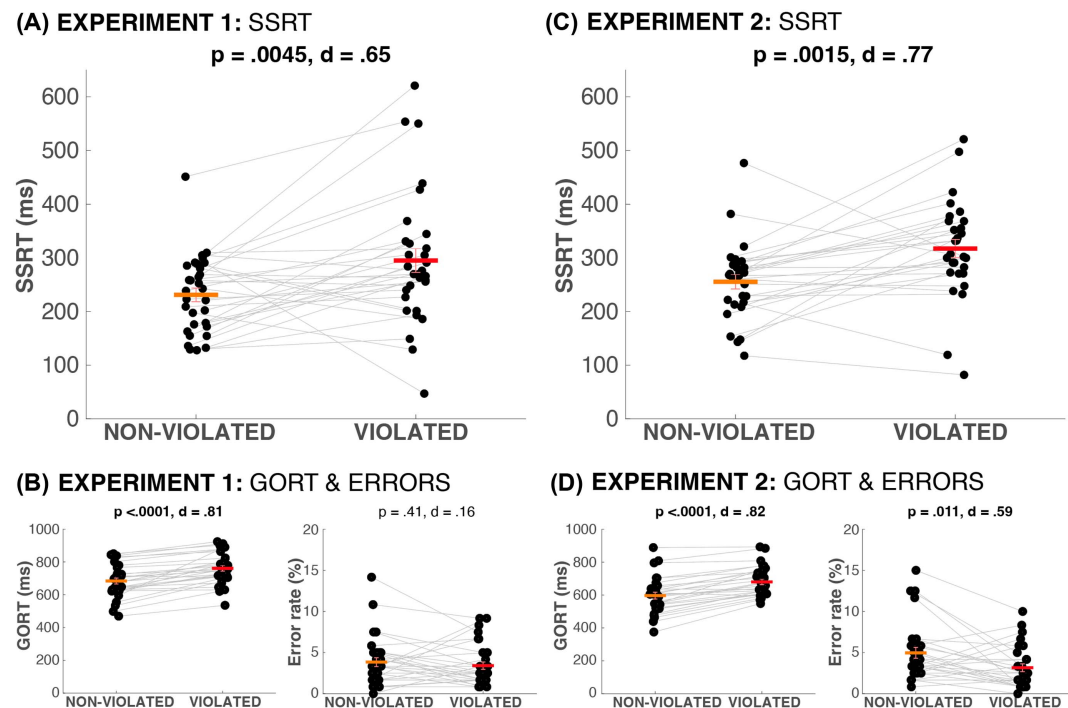 (A) EXPERIMENT 1: SSRT
p = .0045, d = .65
600
500
400
300
200
100
0
SSRT (ms)
NON-VIOLATED VIOLATED
(C) EXPERIMENT 2: SSRT
p = .0015, d = .77
600
500
400
300
200
100
0
SSRT (ms)
NON-VIOLATED VIOLATED
(B) EXPERIMENT 1: GORT & ERRORS
p <.0001, d = .81
1000
800
600
400
200
0
GORT (ms)
NON-VIOLATED VIOLATED
p = .41, d = .16
20
15
10
5
0
Error rate (%)
NON-VIOLATED VIOLATED
(D) EXPERIMENT 2: GORT & ERRORS
p <.0001, d = .82
1000
800
600
400
200
0
GORT (ms)
NON-VIOLATED VIOLATED
p = .011, d = .59
20
15
10
5
0
Error rate (%)
NON-VIOLATED VIOLATED